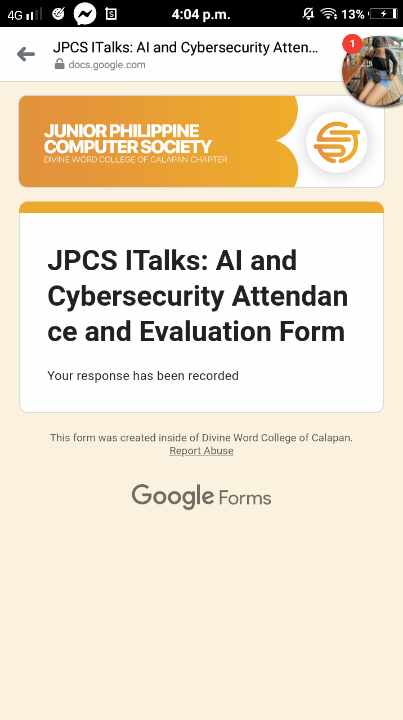 4G 4:04 p.m. 13%
JPCS ITalks: AI and Cybersecurity Atten...
1
docs.google.com
JUNIOR PHILIPPINE
COMPUTER SOCIETY
DIVINE WORD COLLEGE OF CALAPAN CHAPTER
JPCS ITalks: AI and
Cybersecurity Attendan
ce and Evaluation Form
Your response has been recorded
This form was created inside of Divine Word College of Calapan.
Report Abuse
Google Forms